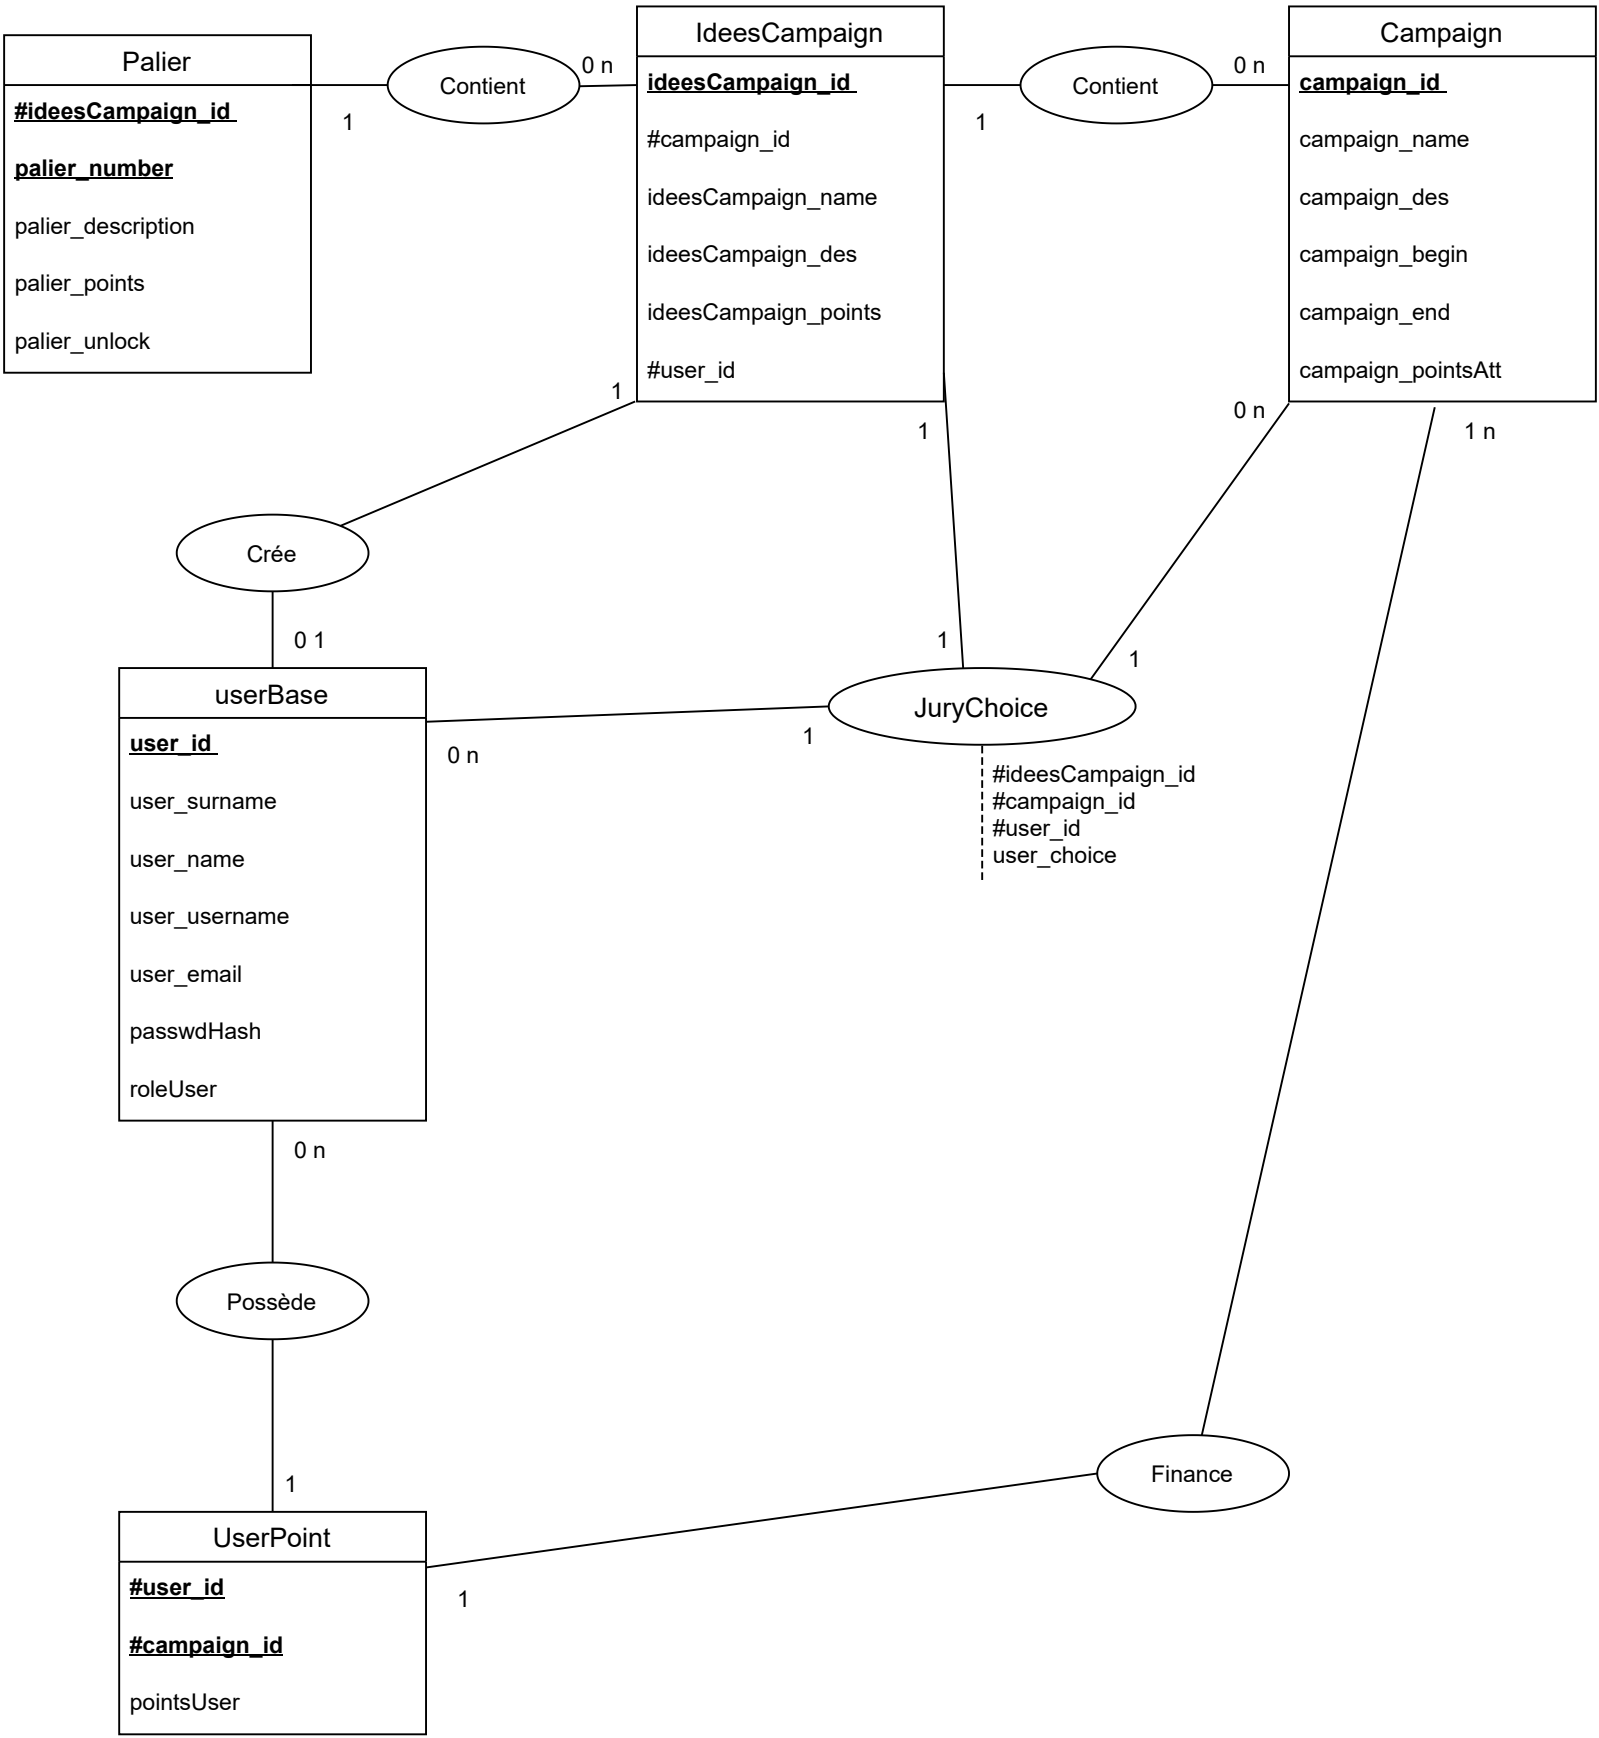 Palier
#ideesCampaign_id
palier_number
palier_description
palier_points
palier_unlock
1
Contient
0 n
IdeesCampaign
ideesCampaign_id
#campaign_id
ideesCampaign_name
ideesCampaign_des
ideesCampaign_points
#user_id
1
Contient
0 n
Campaign
campaign_id
campaign_name
campaign_des
campaign_begin
campaign_end
campaign_pointsAtt
1
1
0 n
1 n
Crée
0 1
1
1
userBase
user_id
user_surname
user_name
user_username
user_email
passwdHash
roleUser
0 n
1
JuryChoice
#ideesCampaign_id
#campaign_id
#user_id
user_choice
0 n
Possède
1
Finance
UserPoint
#user_id
#campaign_id
pointsUser
1